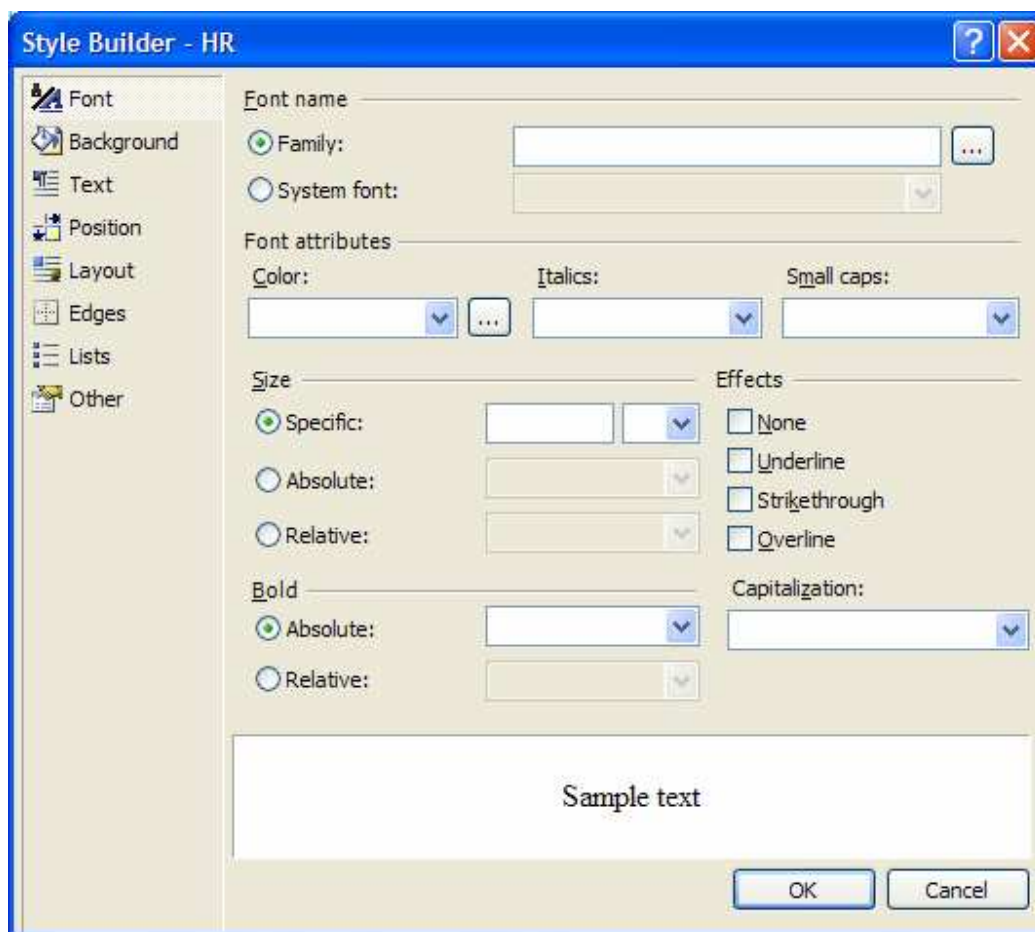 Style Builder - HR
Font
Background
Text
Position
Layout
Edges
Lists
Other
Font name
Family:
...
System font:
Font attributes
Color:
Italics:
Small caps:
...
Size
Effects
Specific:
None
Underline
Absolute:
Strikethrough
Relative:
Overline
Bold
Capitalization:
Absolute:
Relative:
Sample text
OK
Cancel